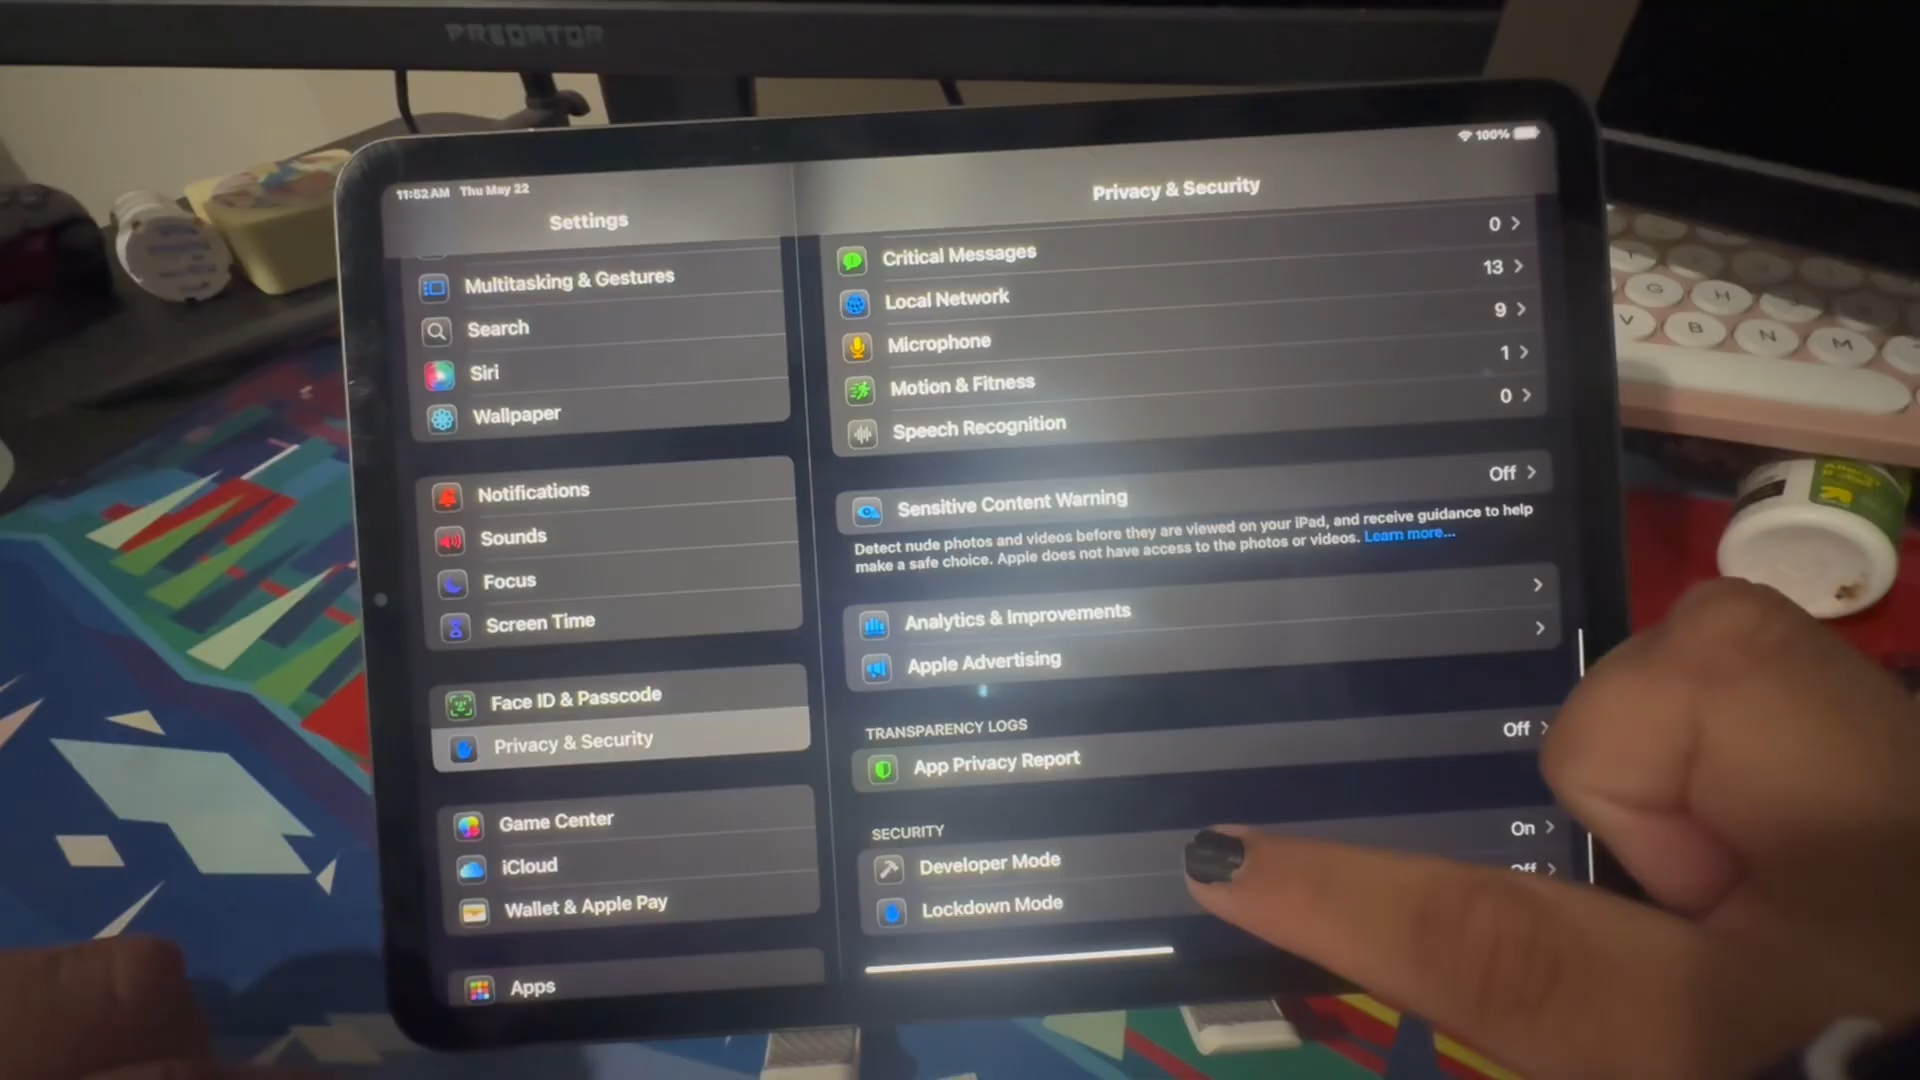 PREDATOR
11:52 AM Thu May 22
100%
Settings
Multitasking & Gestures
Search
Siri
Wallpaper
Notifications
Sounds
Focus
Screen Time
Face ID & Passcode
Privacy & Security
Game Center
iCloud
Wallet & Apple Pay
Apps
Privacy & Security
Critical Messages 0
Local Network 13
Microphone 9
Motion & Fitness 1
Speech Recognition 0
Sensitive Content Warning Off
Detect nude photos and videos before they are viewed on your iPad, and receive guidance to help
make a safe choice. Apple does not have access to the photos or videos. Learn more...
Analytics & Improvements
Apple Advertising
TRANSPARENCY LOGS
App Privacy Report Off
SECURITY
Developer Mode On
Lockdown Mode Off
G H
V B N M